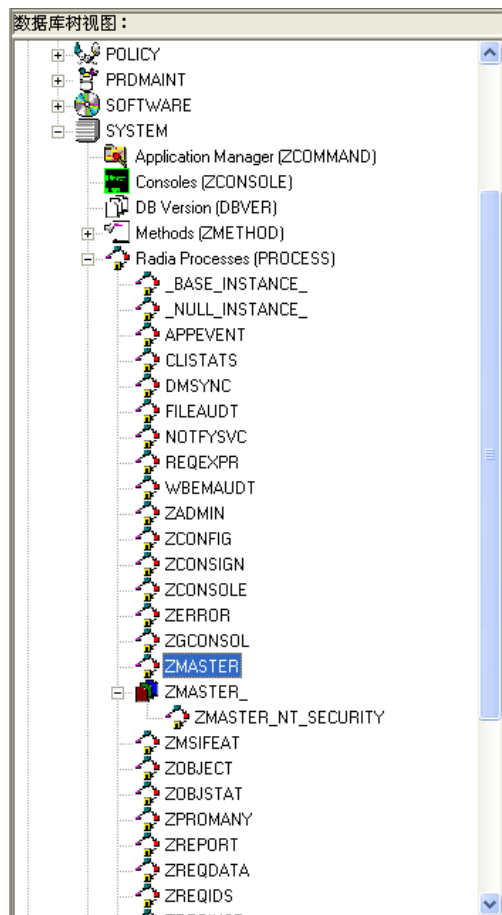 数据库树视图：
POLICY
PRDMAINT
SOFTWARE
SYSTEM
Application Manager (ZCOMMAND)
Consoles (ZCONSOLE)
DB Version (DBVER)
Methods (ZMETHOD)
Radia Processes (PROCESS)
_BASE_INSTANCE_
_NULL_INSTANCE_
APPEVENT
CLISTATS
DMSYNC
FILEAUDT
NOTFYSVC
REQEXPR
WBEMAUDT
ZADMIN
ZCONFIG
ZCONSIGN
ZCONSOLE
ZERROR
ZGCONSOL
ZMASTER
ZMASTER_
ZMASTER_NT_SECURITY
ZMSIFEAT
ZOBJECT
ZOBJSTAT
ZPROMANY
ZREPORT
ZREQDATA
ZREQIDS